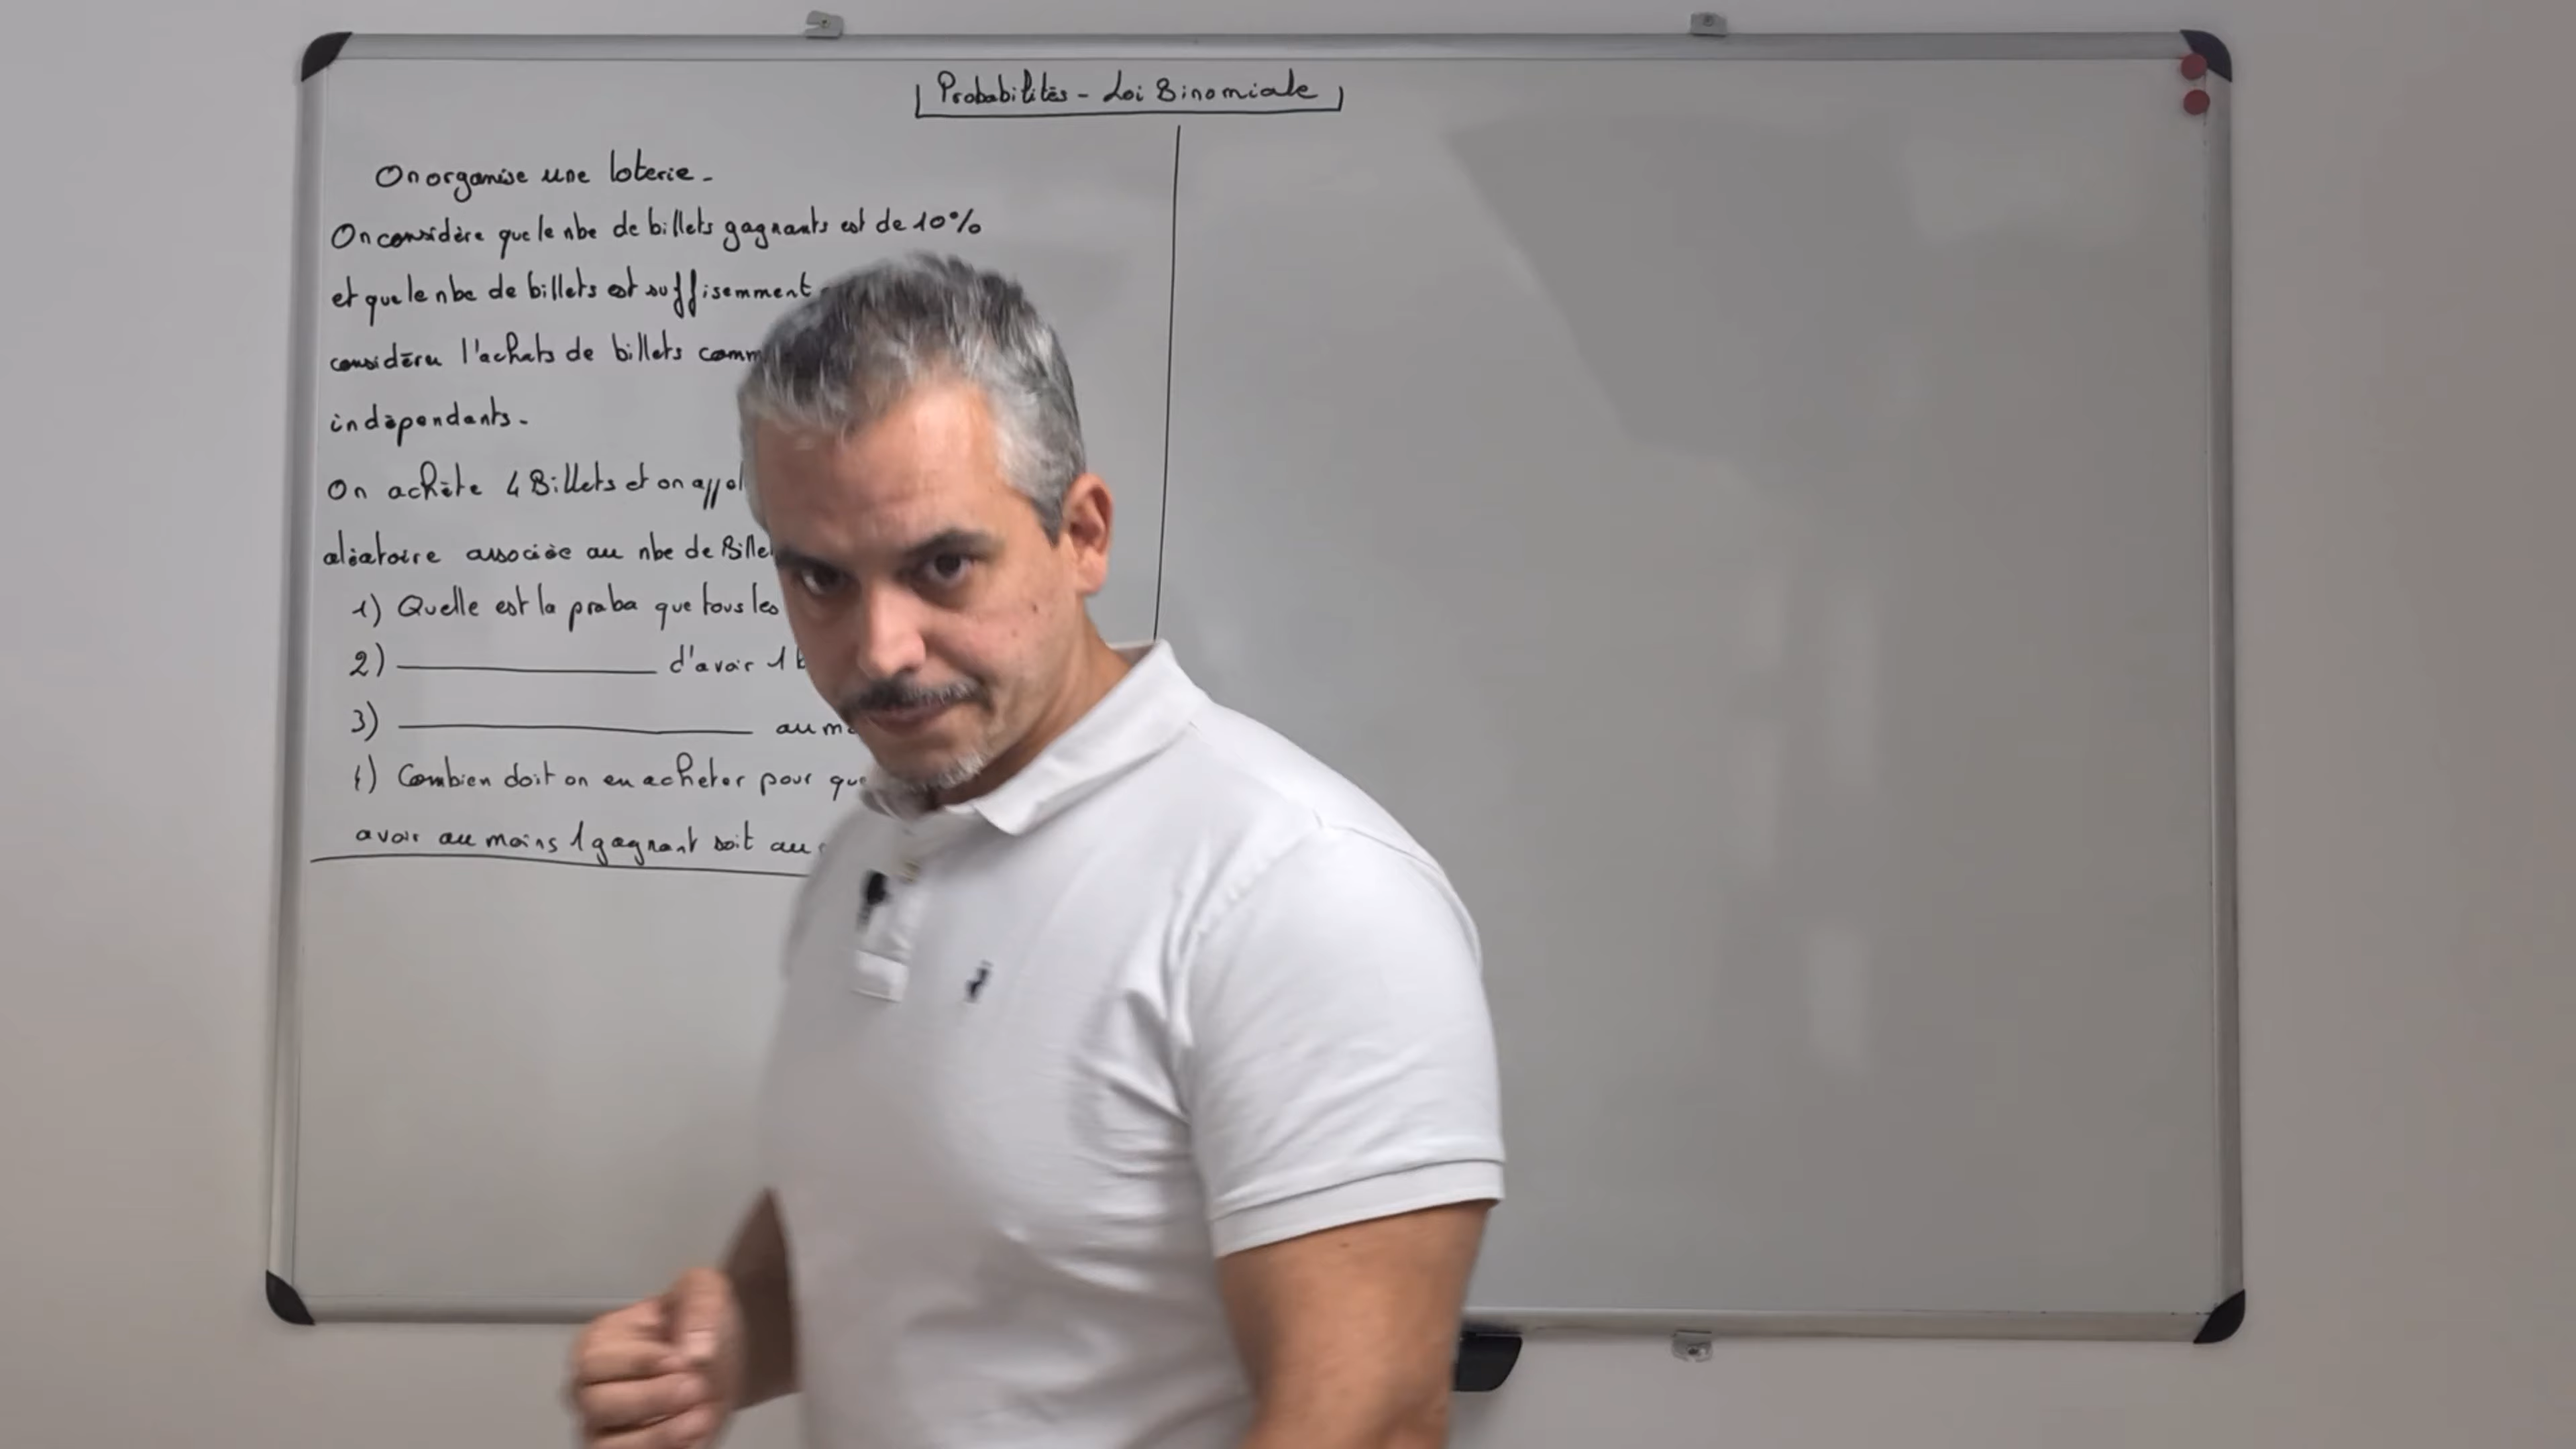 Probabilités - Loi Binomiale
On organise une loterie -
On considère que le nbe de billets gagnants est de 10%
et que le nbe de billets est suffisemment
considéru l'achats de billets comm
indépendants -
On achète 4 Billets et on appel
aléatoire associée au nbe de Bille
1) Quelle est la proba que tous les
2) d'avoir 1 b
3) au mo
4) Combien doit on en acheter pour que
avoir au moins 1 gagnant soit au